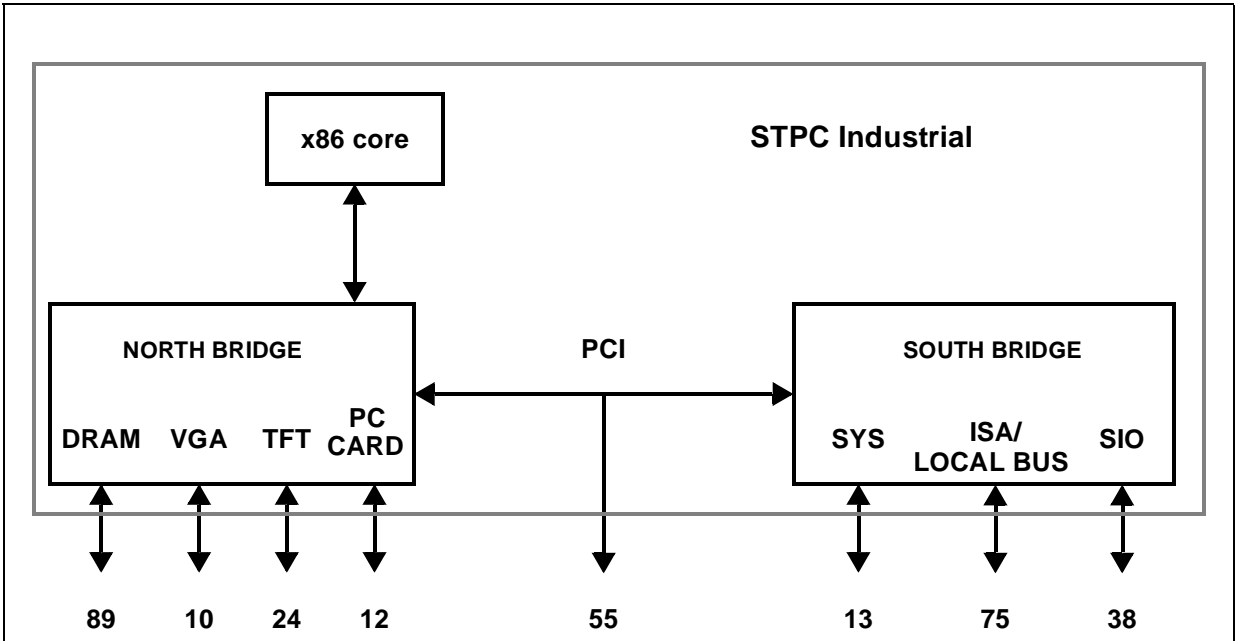 x86 core
STPC Industrial
NORTH BRIDGE
PCI
SOUTH BRIDGE
DRAM
VGA
TFT
PC
CARD
SYS
ISA/
LOCAL BUS
SIO
89
10
24
12
55
13
75
38